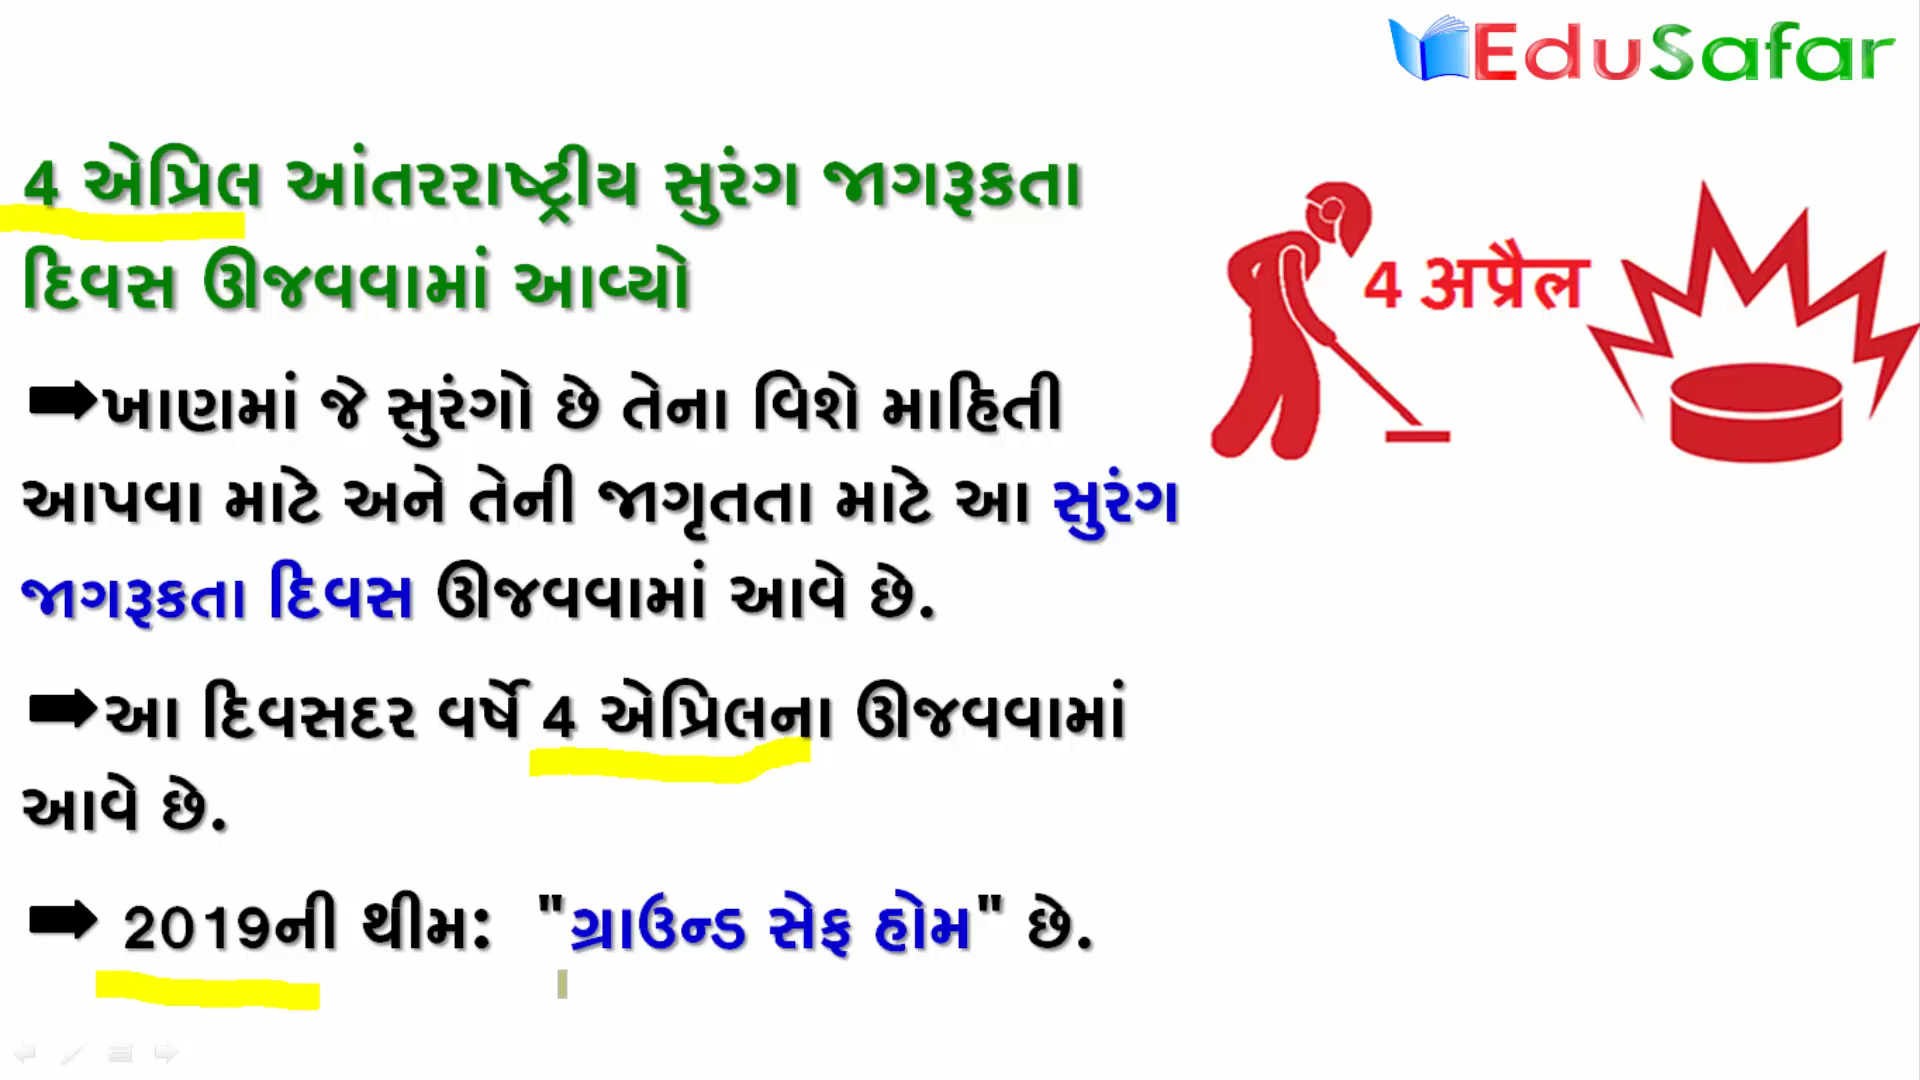 EduSafar
4 એપ્રિલ આંતરરાષ્ટ્રીય સુરંગ જાગરૂકતા
દિવસ ઊજવવામાં આવ્યો
4 अप्रैल
➡ખાણમાં જે સુરંગો છે તેના વિશે માહિતી
આપવા માટે અને તેની જાગૃતતા માટે આ સુરંગ
જાગરૂકતા દિવસ ઊજવવામાં આવે છે.
➡આ દિવસદર વર્ષે 4 એપ્રિલના ઊજવવામાં
આવે છે.
➡ 2019ની થીમ: "ગ્રાઉન્ડ સેફ હોમ" છે.